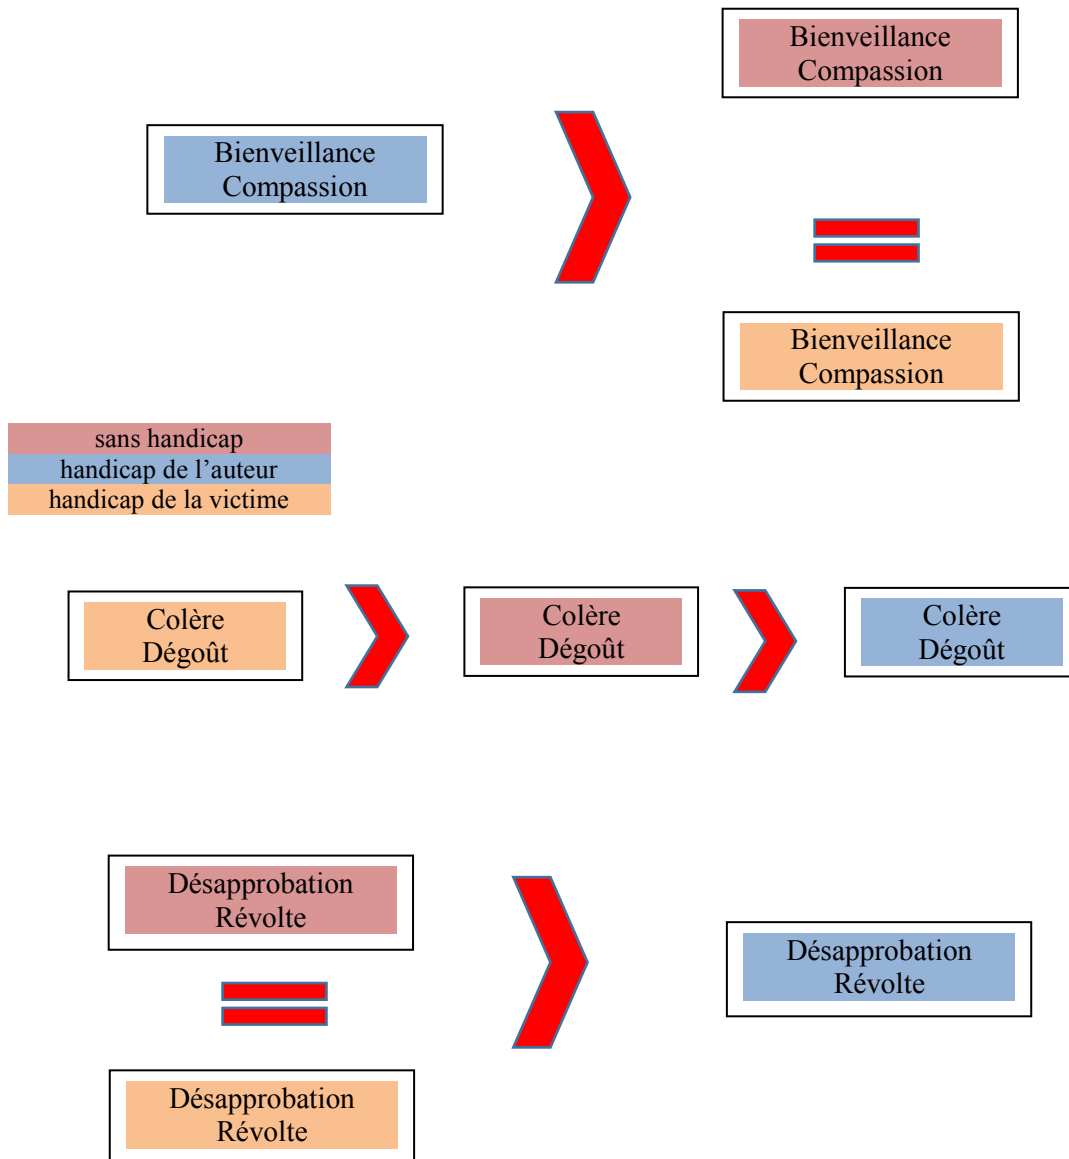 Bienveillance
Compassion
Bienveillance
Compassion
Bienveillance
Compassion
sans handicap
handicap de l’auteur
handicap de la victime
Colère
Dégoût
Colère
Dégoût
Colère
Dégoût
Désapprobation
Révolte
Désapprobation
Révolte
Désapprobation
Révolte